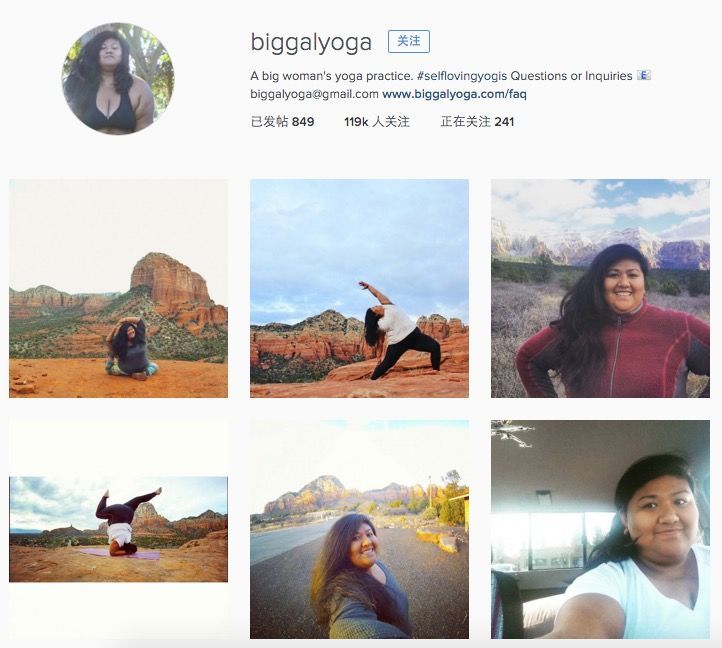 biggalyoga 关注
A big woman's yoga practice. #selflovingyogis Questions or Inquiries 📧
biggalyoga@gmail.com www.biggalyoga.com/faq
已发帖 849 119k 人关注 正在关注 241